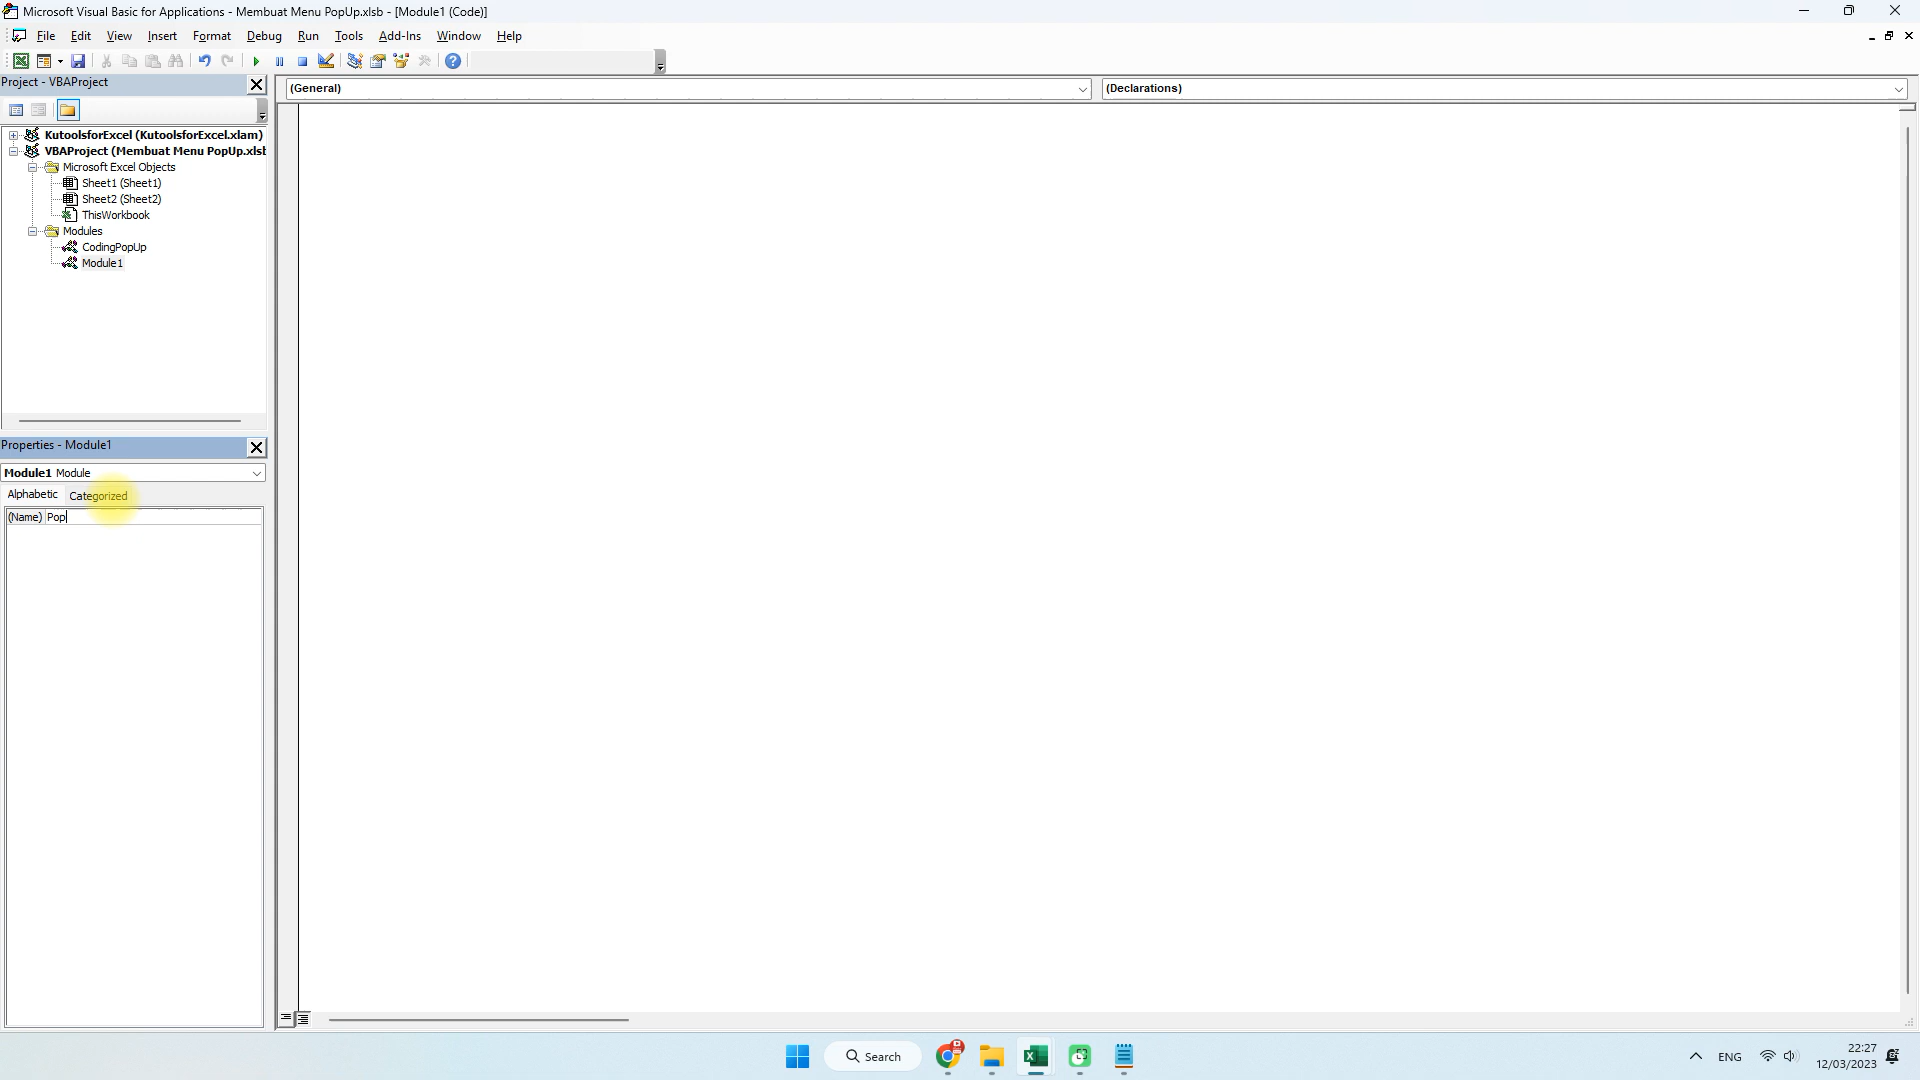 Microsoft Visual Basic for Applications - Membuat Menu PopUp.xlsb - [Module1 (Code)]
File Edit View Insert Format Debug Run Tools Add-Ins Window Help
Project - VBAProject
(General)
(Declarations)
KutoolsforExcel (KutoolsforExcel.xlam)
VBAProject (Membuat Menu PopUp.xlsb
Microsoft Excel Objects
Sheet1 (Sheet1)
Sheet2 (Sheet2)
ThisWorkbook
Modules
CodingPopUp
Module1
Properties - Module1
Module1 Module
Alphabetic Categorized
(Name) Pop
Search
ENG
22:27
12/03/2023